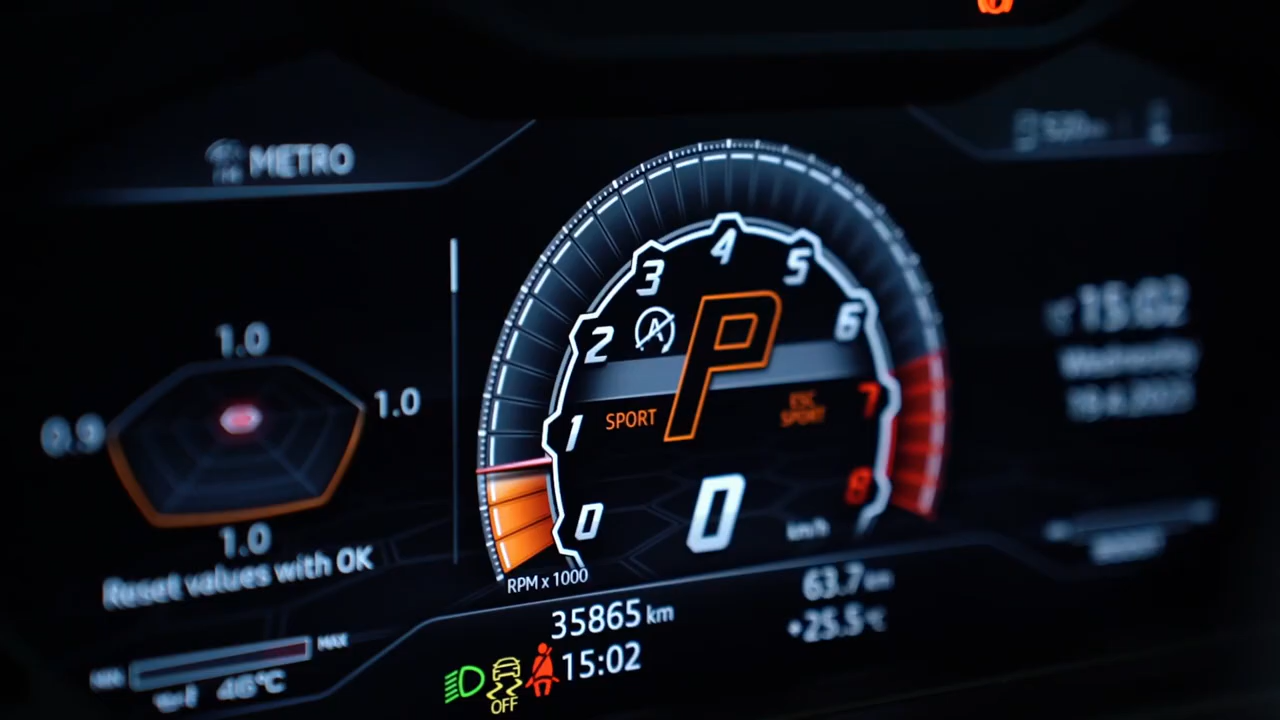 METRO
1.0
0.9
1.0
1.0
Reset values with OK
MAX
46°C
0
1
2
3
4
5
6
7
8
A
P
SPORT
ESC
SPORT
0
km/h
RPM x 1000
35865 km
63.7 km
15:02
+25.5 °C
OFF
15:02
Wednesday